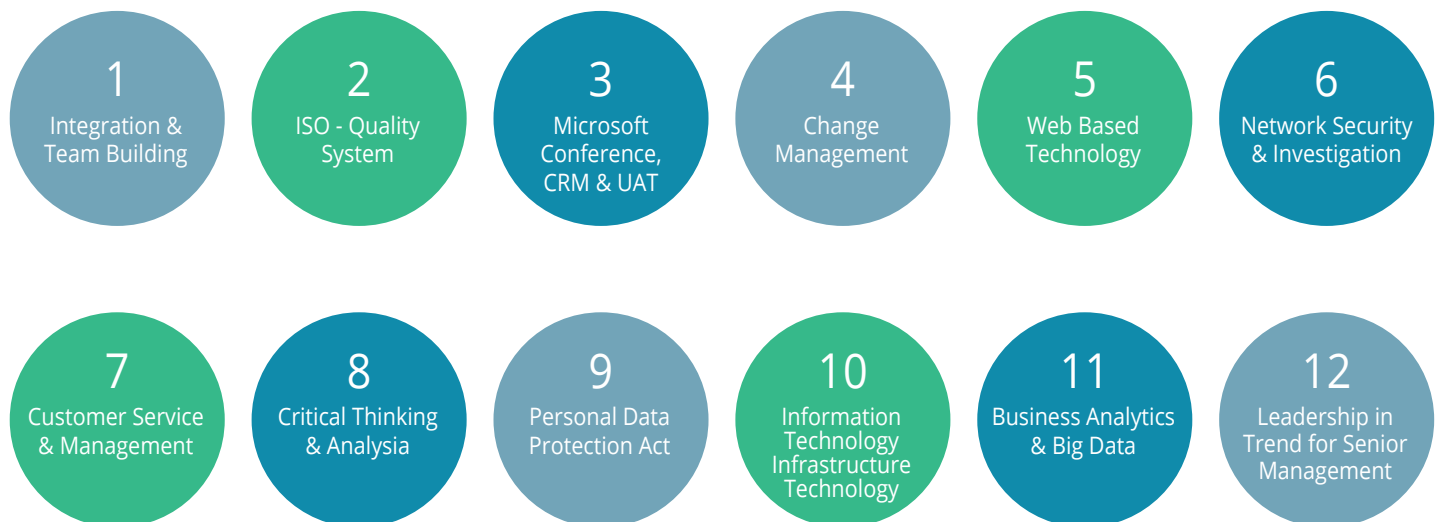 1
Integration &
Team Building
2
ISO - Quality
System
3
Microsoft
Conference,
CRM & UAT
4
Change
Management
5
Web Based
Technology
6
Network Security
& Investigation
7
Customer Service
& Management
8
Critical Thinking
& Analysia
9
Personal Data
Protection Act
10
Information
Technology
Infrastructure
Technology
11
Business Analytics
& Big Data
12
Leadership in
Trend for Senior
Management